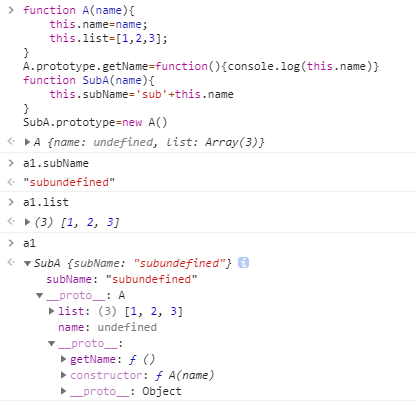 function A(name){
this.name=name;
this.list=[1,2,3];
}
A.prototype.getName=function(){console.log(this.name)}
function SubA(name){
this.subName='sub'+this.name
}
SubA.prototype=new A()
A {name: undefined, list: Array(3)}
a1.subName
"subundefined"
a1.list
(3) [1, 2, 3]
a1
SubA {subName: "subundefined"} i
subName: "subundefined"
__proto__: A
list: (3) [1, 2, 3]
name: undefined
__proto__:
getName: ƒ ()
constructor: ƒ A(name)
__proto__: Object